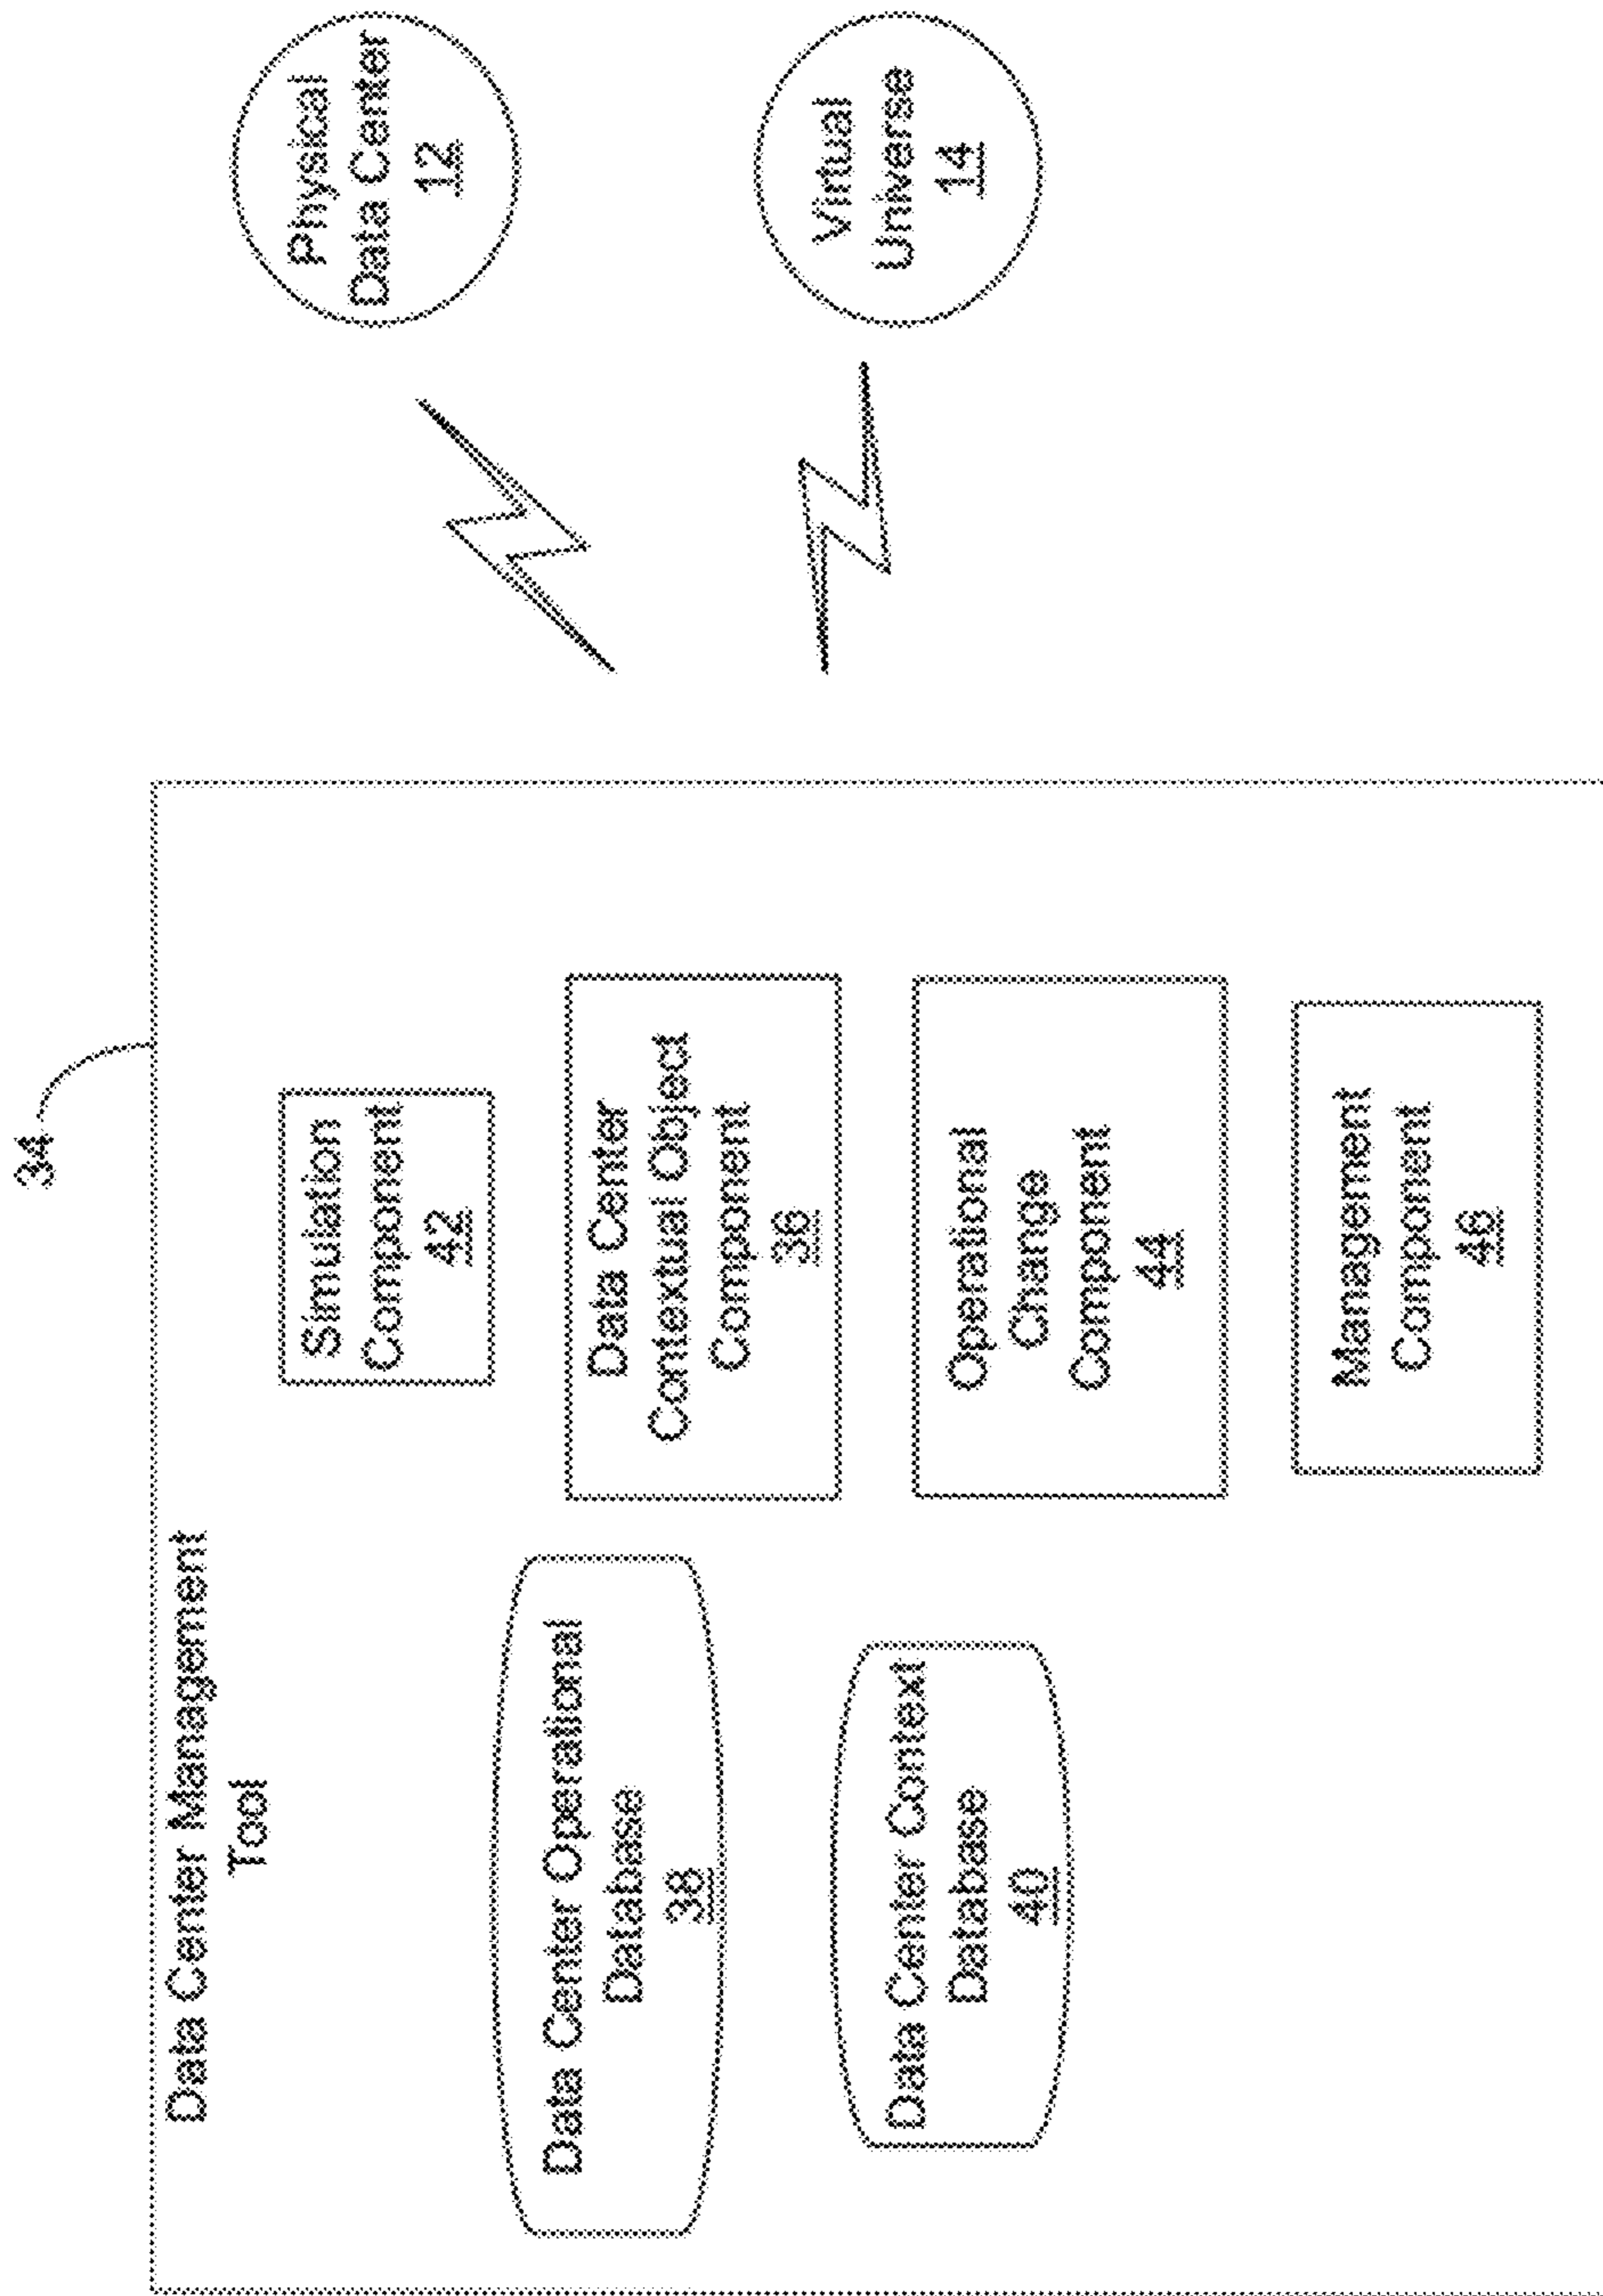 34
Data Center Management
Tool
Data Center Operational
Database
38
Data Center Context
Database
40
Simulation
Component
42
Data Center
Contextual Object
Component
36
Operational
Change
Component
44
Management
Component
46
Physical
Data Center
12
Virtual
Universe
14